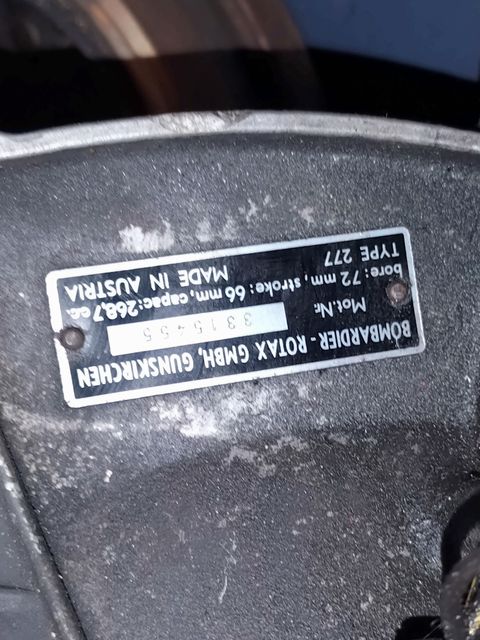 BOMBARDIER - ROTAX GMBH, GUNSKIRCHEN
Mot.Nr. 3315455
bore: 72 mm, stroke: 66 mm, capac: 268,7 cc.
TYPE 277 MADE IN AUSTRIA